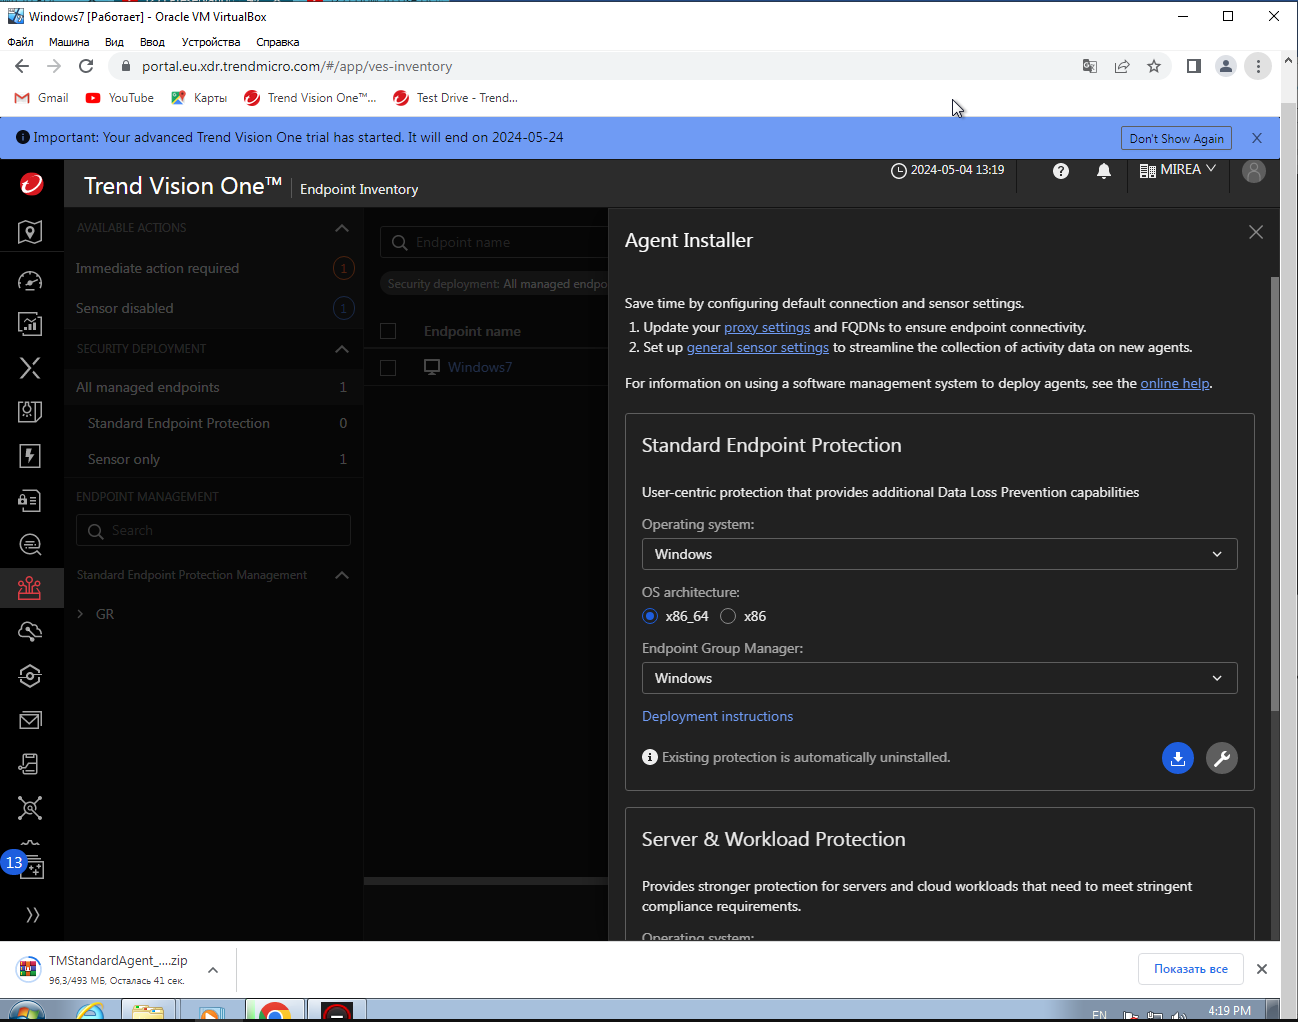 Windows7 [Работает] - Oracle VM VirtualBox
Файл Машина Вид Ввод Устройства Справка
portal.eu.xdr.trendmicro.com/#/app/ves-inventory
Gmail YouTube Карты Trend Vision One™... Test Drive - Trend...
Important: Your advanced Trend Vision One trial has started. It will end on 2024-05-24
Don't Show Again
Trend Vision One™ Endpoint Inventory
2024-05-04 13:19
MIREA
AVAILABLE ACTIONS
Immediate action required 1
Sensor disabled 1
SECURITY DEPLOYMENT
All managed endpoints 1
Standard Endpoint Protection 0
Sensor only 1
ENDPOINT MANAGEMENT
Search
Standard Endpoint Protection Management
GR
13
Endpoint name
Security deployment: All managed endpo
Endpoint name
Windows7
Agent Installer
Save time by configuring default connection and sensor settings.
1. Update your proxy settings and FQDNs to ensure endpoint connectivity.
2. Set up general sensor settings to streamline the collection of activity data on new agents.
For information on using a software management system to deploy agents, see the online help.
Standard Endpoint Protection
User-centric protection that provides additional Data Loss Prevention capabilities
Operating system:
Windows
OS architecture:
x86_64 x86
Endpoint Group Manager:
Windows
Deployment instructions
Existing protection is automatically uninstalled.
Server & Workload Protection
Provides stronger protection for servers and cloud workloads that need to meet stringent
compliance requirements.
Operating system:
TMStandardAgent_....zip
96,3/493 МБ, Осталась 41 сек.
Показать все
EN
4:19 PM